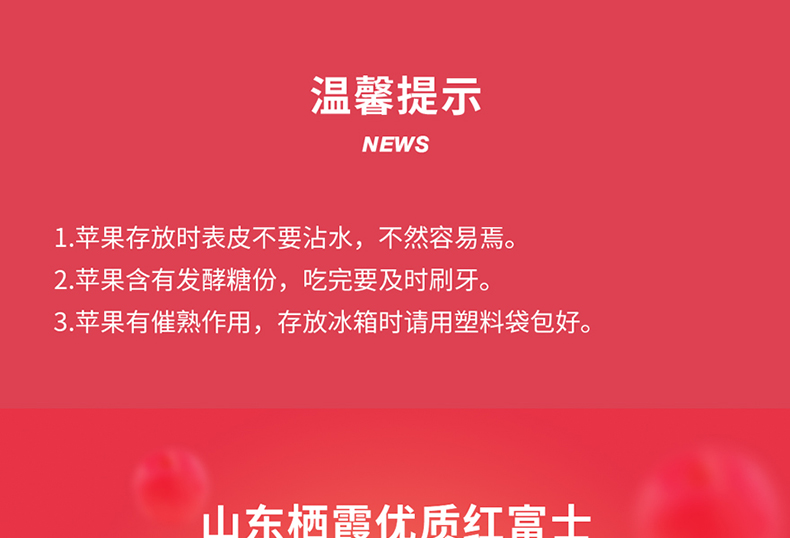 温馨提示
NEWS
1.苹果存放时表皮不要沾水，不然容易焉。
2.苹果含有发酵糖份，吃完要及时刷牙。
3.苹果有催熟作用，存放冰箱时请用塑料袋包好。
山东栖霞优质红富士